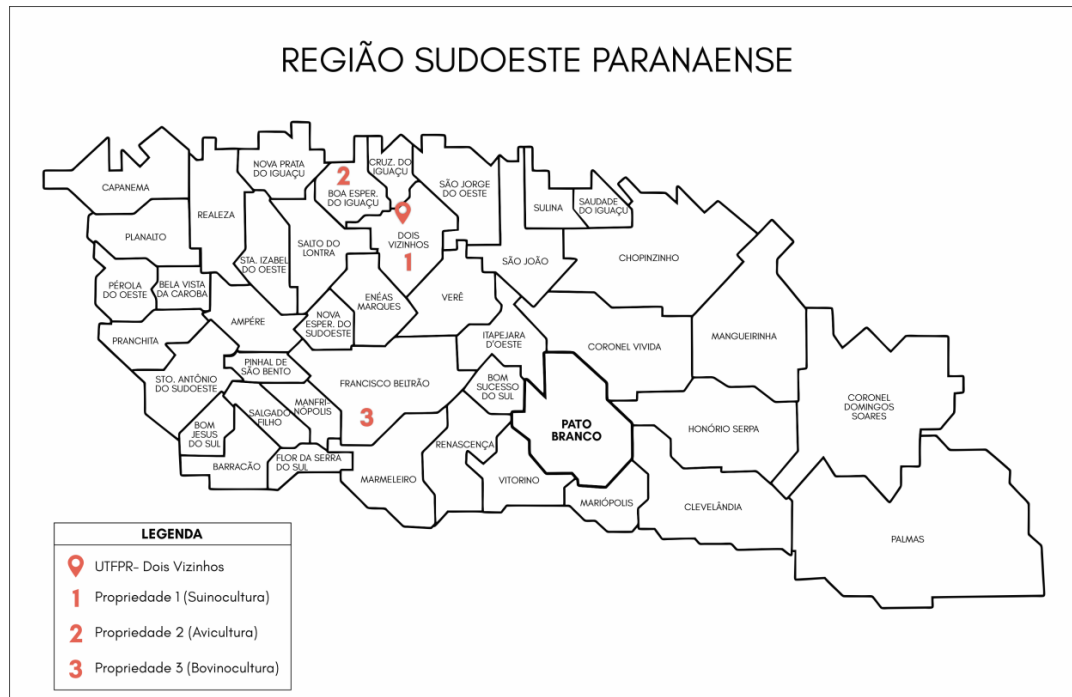 REGIÃO SUDOESTE PARANAENSE
CAPANEMA
NOVA PRATA
DO IGUAÇU
2
BOA ESPER.
DO IGUAÇU
CRUZ. DO
IGUAÇU
SÃO JORGE
DO OESTE
SULINA
SAUDADE
DO IGUAÇU
REALEZA
PLANALTO
STA. IZABEL
DO OESTE
SALTO DO
LONTRA
DOIS
VIZINHOS
1
SÃO JOÃO
CHOPINZINHO
PÉROLA
DO OESTE
BELA VISTA
DA CAROBA
AMPÉRE
NOVA
ESPER. DO
SUDOESTE
ENÉAS
MARQUES
VERÊ
ITAPEJARA
D'OESTE
CORONEL VIVIDA
MANGUEIRINHA
PRANCHITA
STO. ANTÔNIO
DO SUDOESTE
PINHAL DE
SÃO BENTO
FRANCISCO BELTRÃO
3
BOM
SUCESSO
DO SUL
PATO
BRANCO
HONÓRIO SERPA
CORONEL
DOMINGOS
SOARES
BOM
JESUS
DO SUL
SALGADO
FILHO
MANFRI-
NÓPOLIS
BARRACÃO
FLOR DA SERRA
DO SUL
MARMELEIRO
RENASCENÇA
VITORINO
MARIÓPOLIS
CLEVELÂNDIA
PALMAS
LEGENDA
UTFPR- Dois Vizinhos
1 Propriedade 1 (Suinocultura)
2 Propriedade 2 (Avicultura)
3 Propriedade 3 (Bovinocultura)